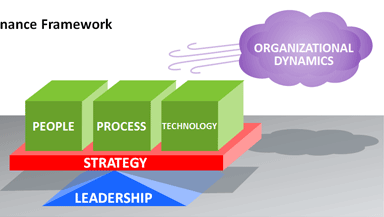 nance Framework
ORGANIZATIONAL
DYNAMICS
PEOPLE
PROCESS
TECHNOLOGY
STRATEGY
LEADERSHIP